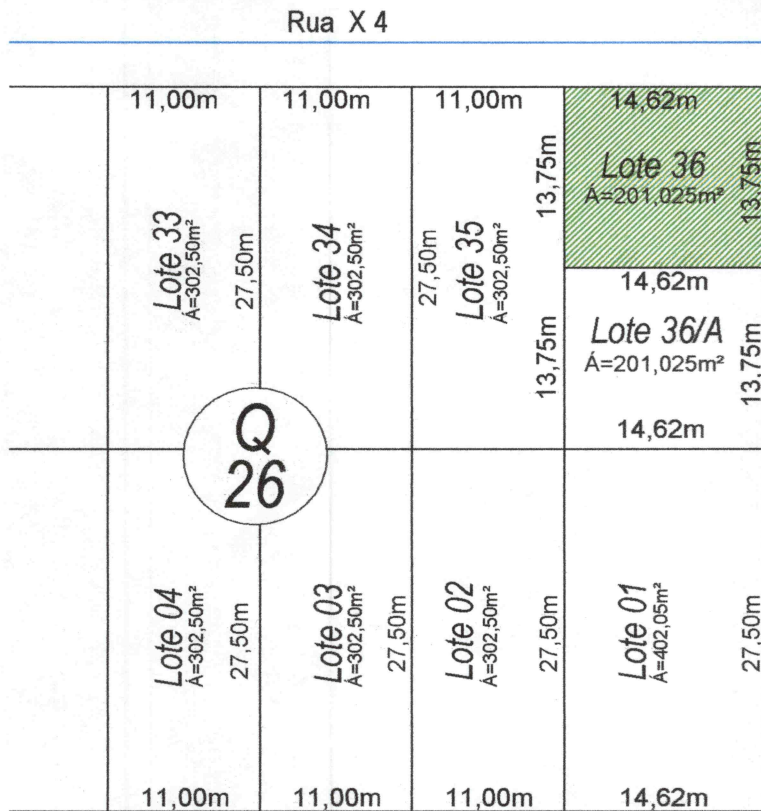 Rua X 4
11,00m
11,00m
11,00m
14,62m
Lote 33
Á=302,50m²
27,50m
Lote 34
Á=302,50m²
27,50m
Lote 35
Á=302,50m²
13,75m
13,75m
Lote 36
Á=201,025m²
13,75m
14,62m
Lote 36/A
Á=201,025m²
13,75m
14,62m
Q
26
Lote 04
Á=302,50m²
27,50m
Lote 03
Á=302,50m²
27,50m
Lote 02
Á=302,50m²
27,50m
Lote 01
Á=402,05m²
27,50m
11,00m
11,00m
11,00m
14,62m